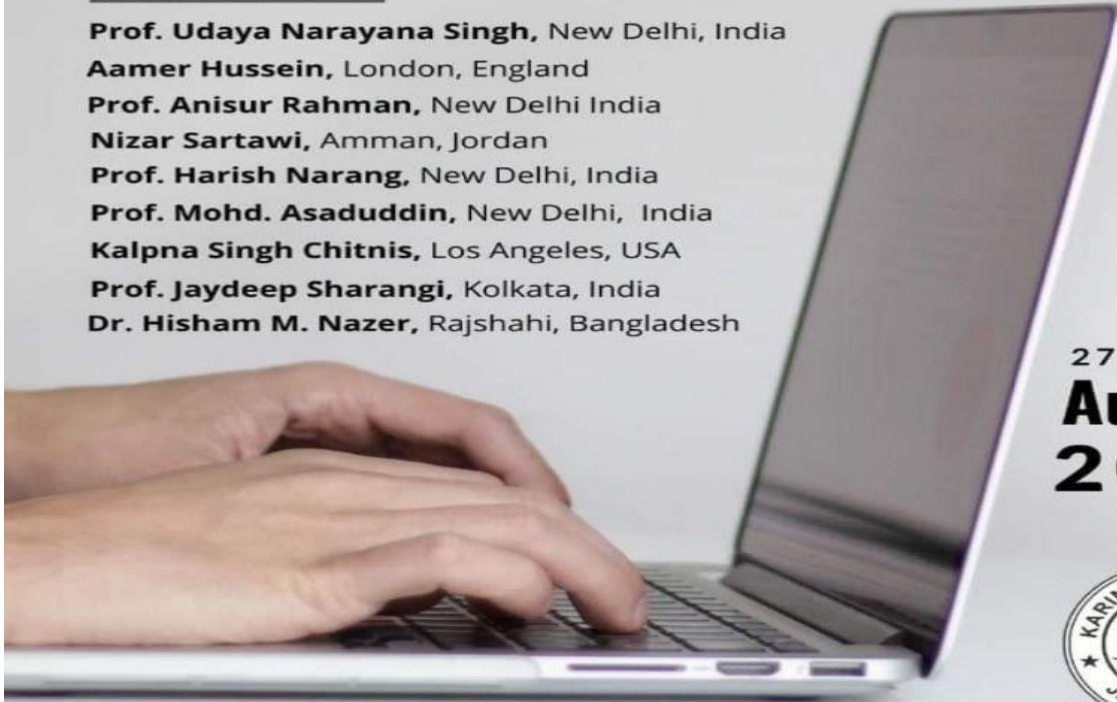 Prof. Udaya Narayana Singh, New Delhi, India
Aamer Hussein, London, England
Prof. Anisur Rahman, New Delhi India
Nizar Sartawi, Amman, Jordan
Prof. Harish Narang, New Delhi, India
Prof. Mohd. Asaduddin, New Delhi, India
Kalpna Singh Chitnis, Los Angeles, USA
Prof. Jaydeep Sharangi, Kolkata, India
Dr. Hisham M. Nazer, Rajshahi, Bangladesh
27